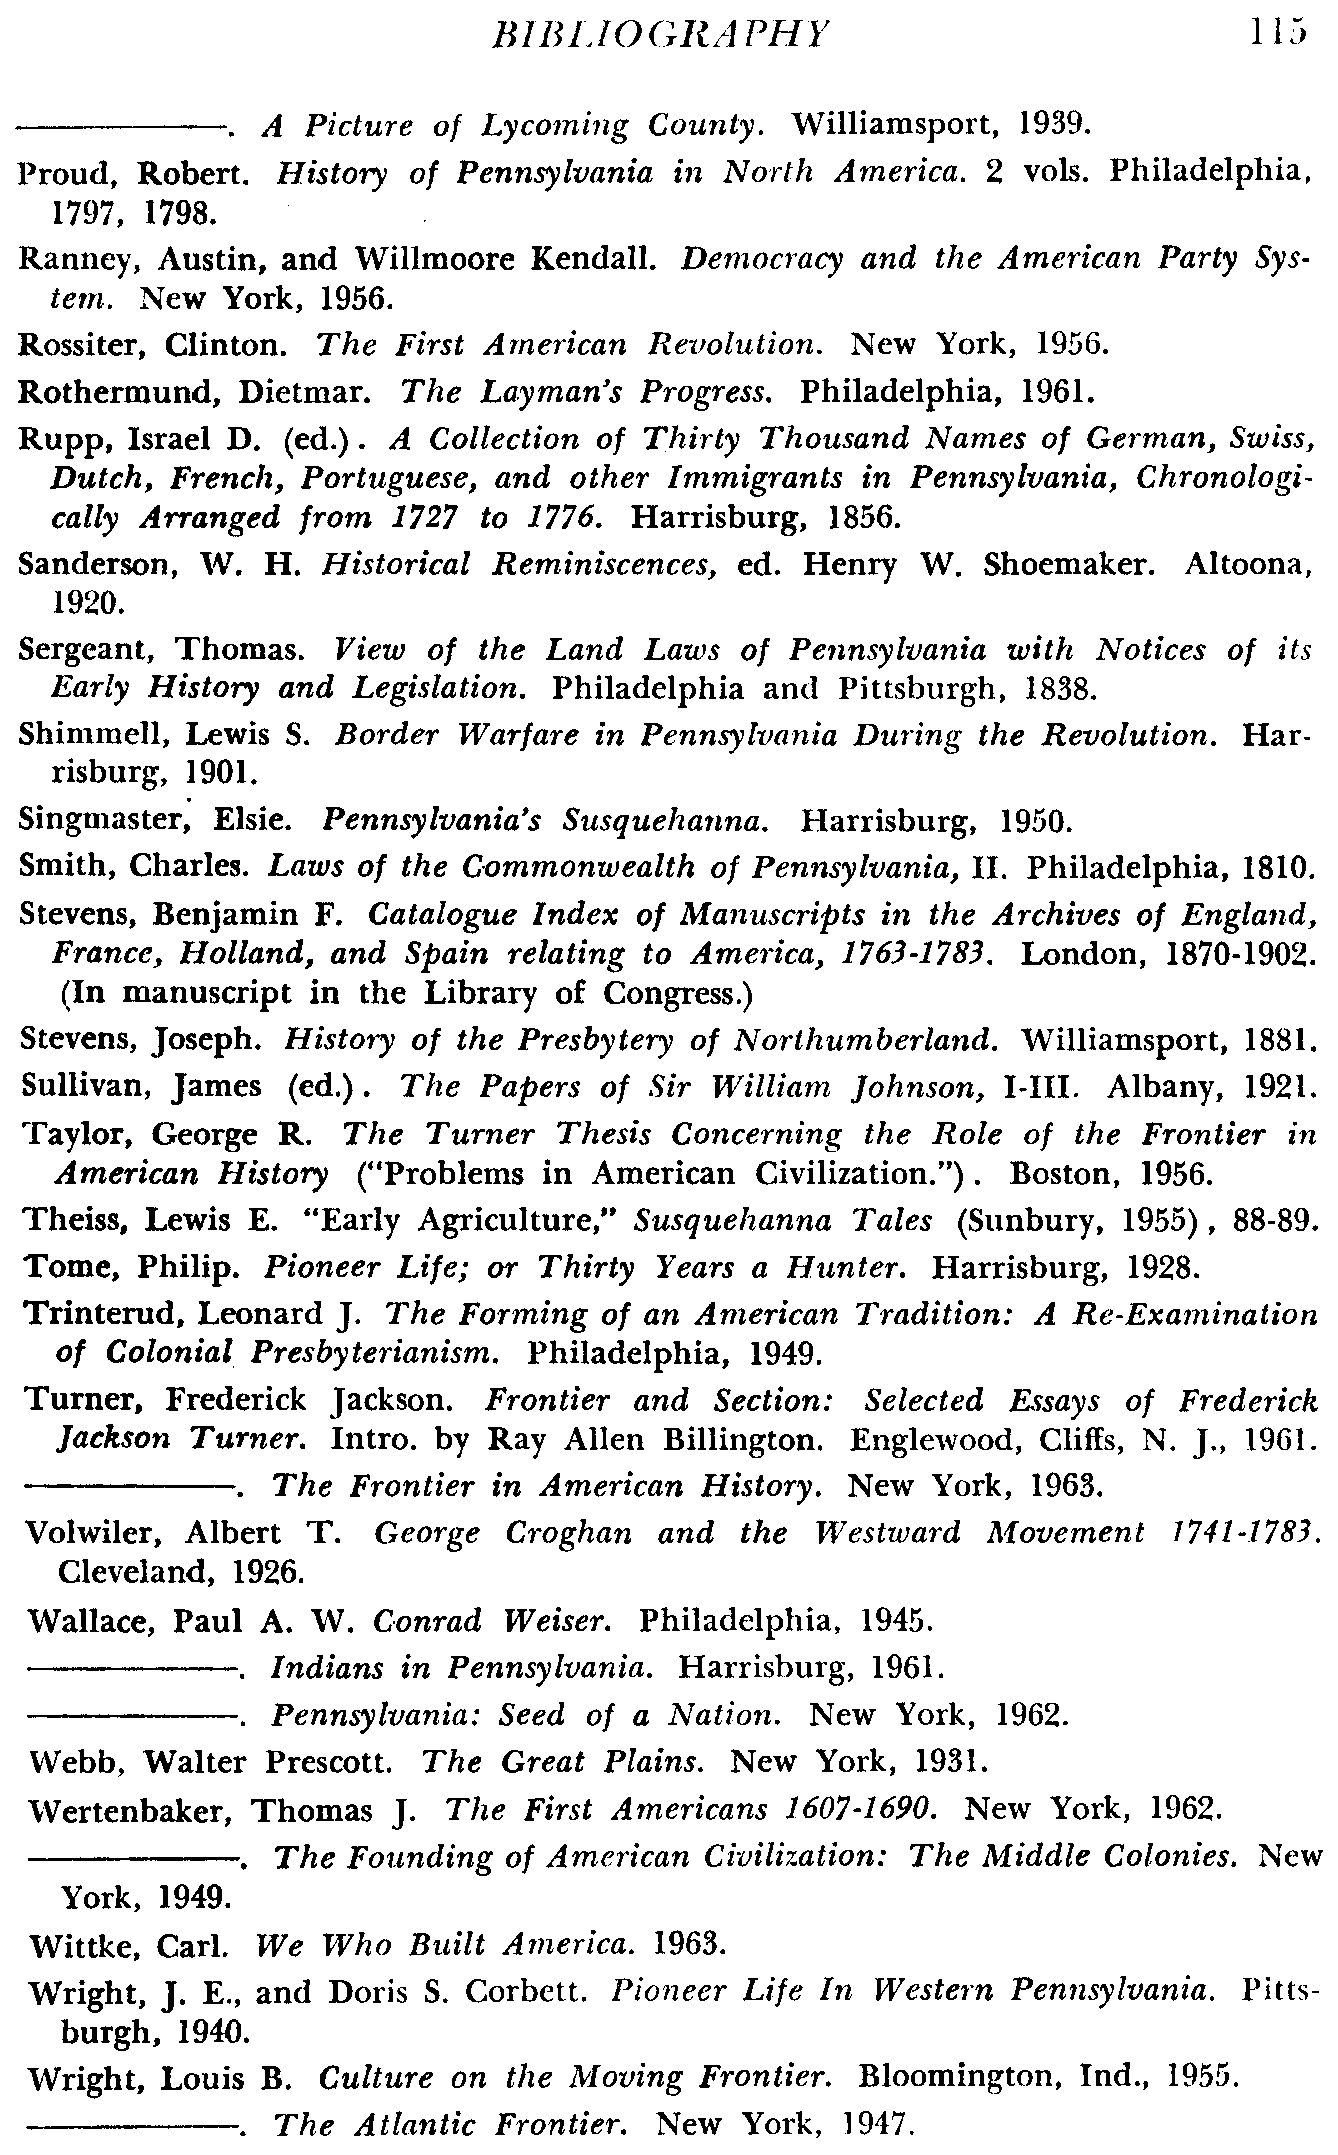 BIBLIOGRAPHY 115
————. A Picture of Lycoming County. Williamsport, 1939.
Proud, Robert. History of Pennsylvania in North America. 2 vols. Philadelphia,
1797, 1798.
Ranney, Austin, and Willmoore Kendall. Democracy and the American Party Sys-
tem. New York, 1956.
Rossiter, Clinton. The First American Revolution. New York, 1956.
Rothermund, Dietmar. The Layman's Progress. Philadelphia, 1961.
Rupp, Israel D. (ed.). A Collection of Thirty Thousand Names of German, Swiss,
Dutch, French, Portuguese, and other Immigrants in Pennsylvania, Chronologi-
cally Arranged from 1727 to 1776. Harrisburg, 1856.
Sanderson, W. H. Historical Reminiscences, ed. Henry W. Shoemaker. Altoona,
1920.
Sergeant, Thomas. View of the Land Laws of Pennsylvania with Notices of its
Early History and Legislation. Philadelphia and Pittsburgh, 1838.
Shimmell, Lewis S. Border Warfare in Pennsylvania During the Revolution. Har-
risburg, 1901.
Singmaster, Elsie. Pennsylvania's Susquehanna. Harrisburg, 1950.
Smith, Charles. Laws of the Commonwealth of Pennsylvania, II. Philadelphia, 1810.
Stevens, Benjamin F. Catalogue Index of Manuscripts in the Archives of England,
France, Holland, and Spain relating to America, 1763-1783. London, 1870-1902.
(In manuscript in the Library of Congress.)
Stevens, Joseph. History of the Presbytery of Northumberland. Williamsport, 1881.
Sullivan, James (ed.). The Papers of Sir William Johnson, I-III. Albany, 1921.
Taylor, George R. The Turner Thesis Concerning the Role of the Frontier in
American History ("Problems in American Civilization."). Boston, 1956.
Theiss, Lewis E. "Early Agriculture," Susquehanna Tales (Sunbury, 1955), 88-89.
Tome, Philip. Pioneer Life; or Thirty Years a Hunter. Harrisburg, 1928.
Trinterud, Leonard J. The Forming of an American Tradition: A Re-Examination
of Colonial Presbyterianism. Philadelphia, 1949.
Turner, Frederick Jackson. Frontier and Section: Selected Essays of Frederick
Jackson Turner. Intro. by Ray Allen Billington. Englewood, Cliffs, N. J., 1961.
————. The Frontier in American History. New York, 1963.
Volwiler, Albert T. George Croghan and the Westward Movement 1741-1783.
Cleveland, 1926.
Wallace, Paul A. W. Conrad Weiser. Philadelphia, 1945.
————. Indians in Pennsylvania. Harrisburg, 1961.
————. Pennsylvania: Seed of a Nation. New York, 1962.
Webb, Walter Prescott. The Great Plains. New York, 1931.
Wertenbaker, Thomas J. The First Americans 1607-1690. New York, 1962.
————. The Founding of American Civilization: The Middle Colonies. New
York, 1949.
Wittke, Carl. We Who Built America. 1963.
Wright, J. E., and Doris S. Corbett. Pioneer Life In Western Pennsylvania. Pitts-
burgh, 1940.
Wright, Louis B. Culture on the Moving Frontier. Bloomington, Ind., 1955.
————. The Atlantic Frontier. New York, 1947.